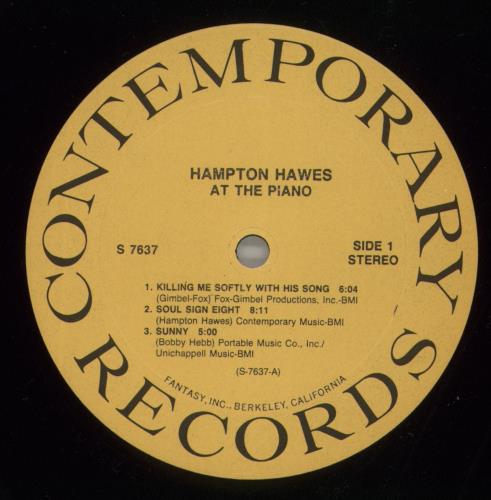 CONTEMPORARY
HAMPTON HAWES
AT THE PIANO
S 7637
SIDE 1
STEREO
1. KILLING ME SOFTLY WITH HIS SONG 6:04
(Gimbel-Fox) Fox-Gimbel Productions, Inc.-BMI
2. SOUL SIGN EIGHT 8:11
(Hampton Hawes) Contemporary Music-BMI
3. SUNNY 5:00
(Bobby Hebb) Portable Music Co., Inc./
Unichappell Music-BMI
(S-7637-A)
FANTASY, INC., BERKELEY, CALIFORNIA
RECORDS